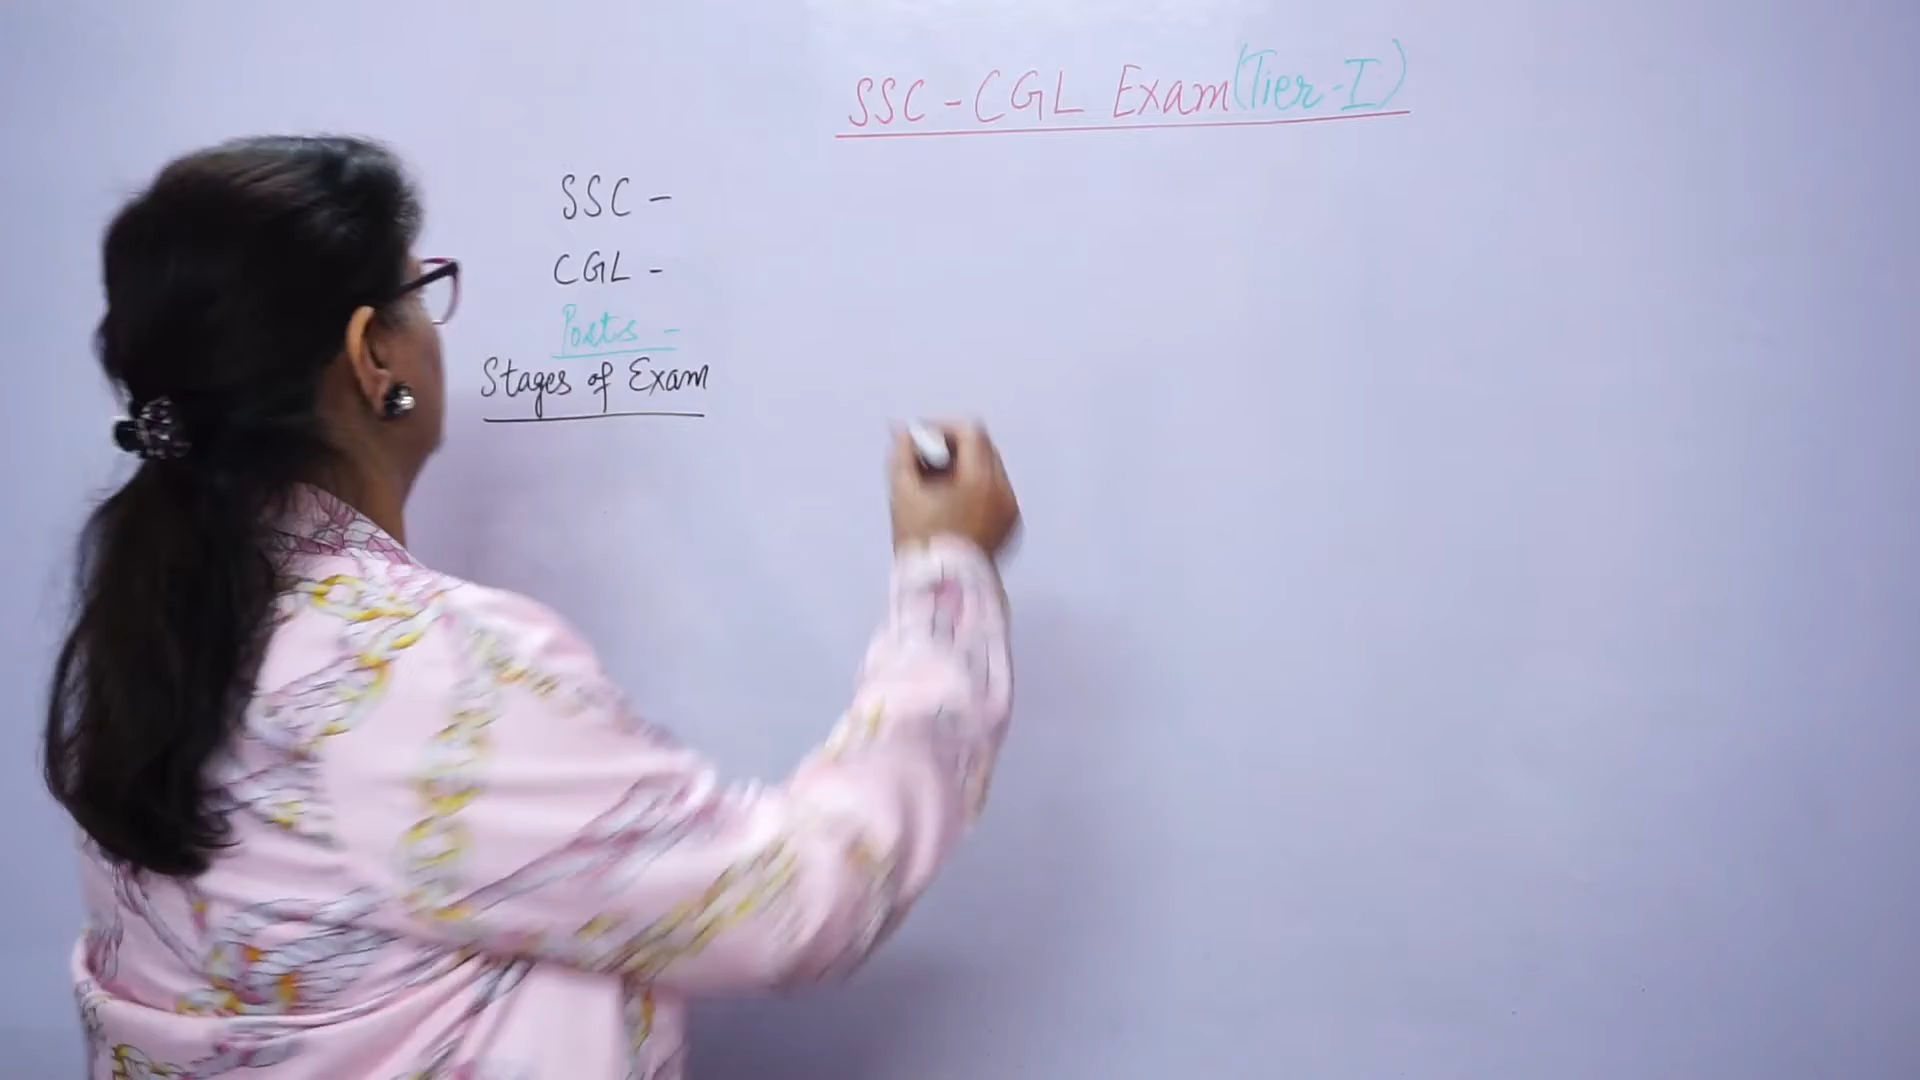 SSC - CGL Exam (Tier - I)
SSC -
CGL -
Posts -
Stages of Exam